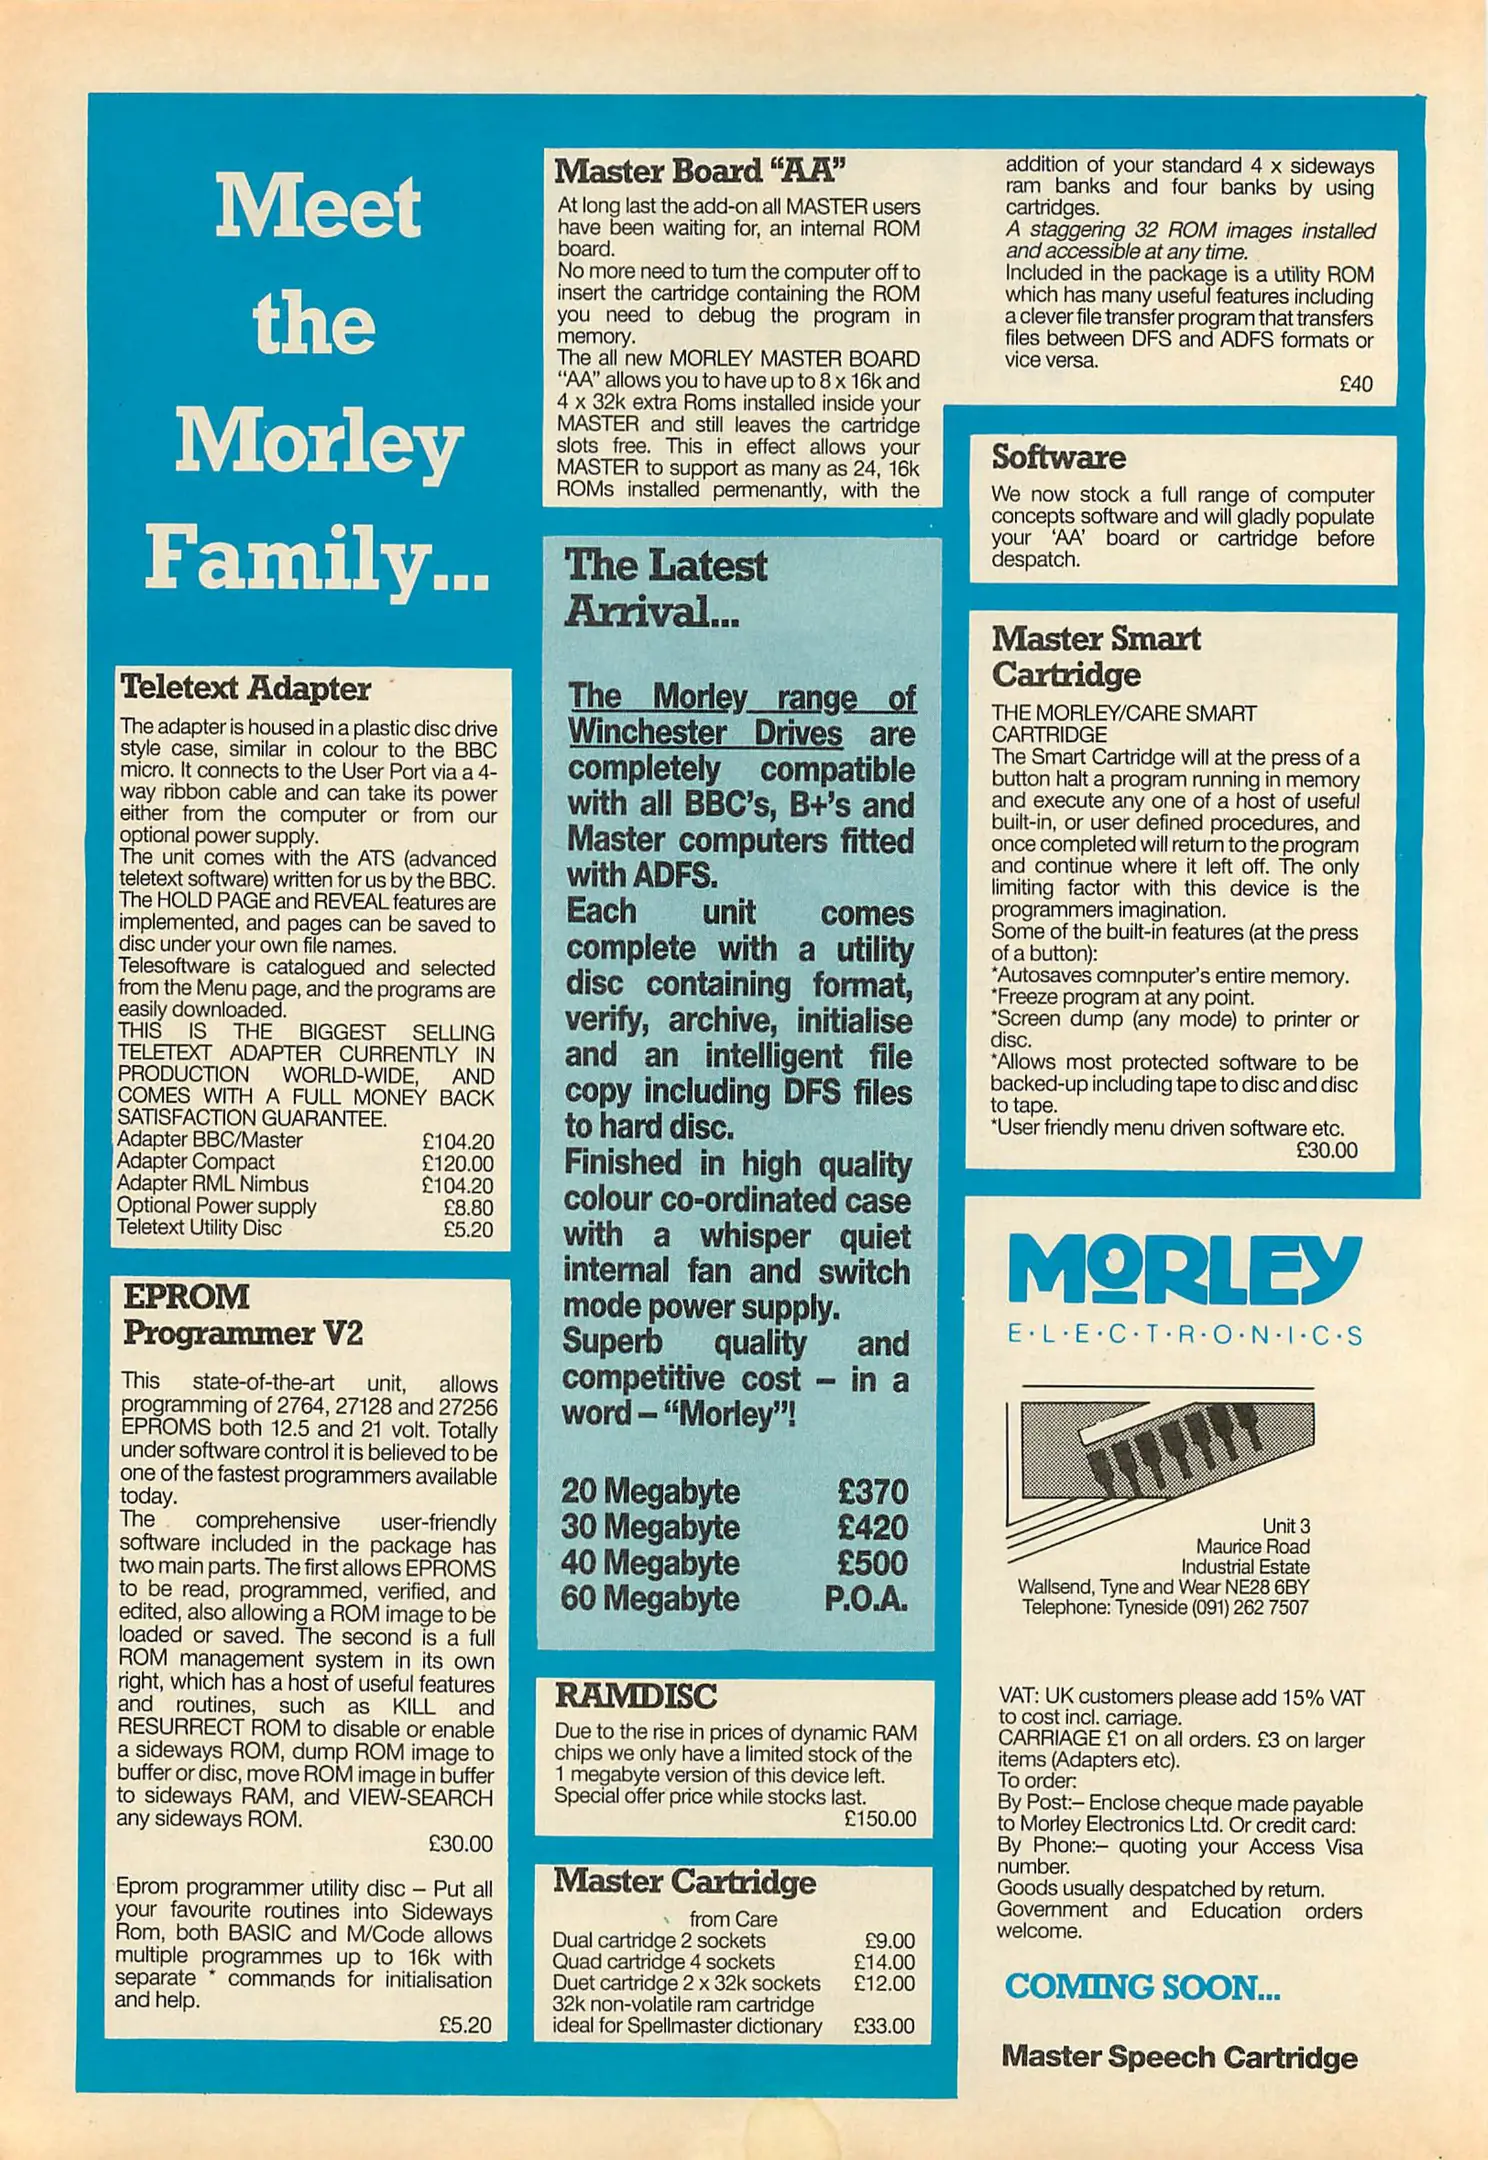 Meet
the
Morley
Family...
Teletext Adapter
The adapter is housed in a plastic disc drive
style case, similar in colour to the BBC
micro. It connects to the User Port via a 4-
way ribbon cable and can take its power
either from the computer or from our
optional power supply.
The unit comes with the ATS (advanced
teletext software) written for us by the BBC.
The HOLD PAGE and REVEAL features are
implemented, and pages can be saved to
disc under your own file names.
Telesoftware is catalogued and selected
from the Menu page, and the programs are
easily downloaded.
THIS IS THE BIGGEST SELLING
TELETEXT ADAPTER CURRENTLY IN
PRODUCTION WORLD-WIDE, AND
COMES WITH A FULL MONEY BACK
SATISFACTION GUARANTEE.
Adapter BBC/Master £104.20
Adapter Compact £120.00
Adapter RML Nimbus £104.20
Optional Power supply £8.80
Teletext Utility Disc £5.20
EPROM
Programmer V2
This state-of-the-art unit, allows
programming of 2764, 27128 and 27256
EPROMS both 12.5 and 21 volt. Totally
under software control it is believed to be
one of the fastest programmers available
today.
The comprehensive user-friendly
software included in the package has
two main parts. The first allows EPROMS
to be read, programmed, verified, and
edited, also allowing a ROM image to be
loaded or saved. The second is a full
ROM management system in its own
right, which has a host of useful features
and routines, such as KILL and
RESURRECT ROM to disable or enable
a sideways ROM, dump ROM image to
buffer or disc, move ROM image in buffer
to sideways RAM, and VIEW-SEARCH
any sideways ROM.
£30.00
Eprom programmer utility disc – Put all
your favourite routines into Sideways
Rom, both BASIC and M/Code allows
multiple programmes up to 16k with
separate * commands for initialisation
and help.
£5.20
Master Board "AA"
At long last the add-on all MASTER users
have been waiting for, an internal ROM
board.
No more need to turn the computer off to
insert the cartridge containing the ROM
you need to debug the program in
memory.
The all new MORLEY MASTER BOARD
"AA" allows you to have up to 8 x 16k and
4 x 32k extra Roms installed inside your
MASTER and still leaves the cartridge
slots free. This in effect allows your
MASTER to support as many as 24, 16k
ROMs installed permenantly, with the
addition of your standard 4 x sideways
ram banks and four banks by using
cartridges.
A staggering 32 ROM images installed
and accessible at any time.
Included in the package is a utility ROM
which has many useful features including
a clever file transfer program that transfers
files between DFS and ADFS formats or
vice versa.
£40
The Latest
Arrival...
The Morley range of
Winchester Drives are
completely compatible
with all BBC's, B+'s and
Master computers fitted
with ADFS.
Each unit comes
complete with a utility
disc containing format,
verify, archive, initialise
and an intelligent file
copy including DFS files
to hard disc.
Finished in high quality
colour co-ordinated case
with a whisper quiet
internal fan and switch
mode power supply.
Superb quality and
competitive cost – in a
word – "Morley"!
20 Megabyte £370
30 Megabyte £420
40 Megabyte £500
60 Megabyte P.O.A.
RAMDISC
Due to the rise in prices of dynamic RAM
chips we only have a limited stock of the
1 megabyte version of this device left.
Special offer price while stocks last.
£150.00
Master Cartridge
from Care
Dual cartridge 2 sockets £9.00
Quad cartridge 4 sockets £14.00
Duet cartridge 2 x 32k sockets £12.00
32k non-volatile ram cartridge
ideal for Spellmaster dictionary £33.00
Software
We now stock a full range of computer
concepts software and will gladly populate
your 'AA' board or cartridge before
despatch.
Master Smart
Cartridge
THE MORLEY/CARE SMART
CARTRIDGE
The Smart Cartridge will at the press of a
button halt a program running in memory
and execute any one of a host of useful
built-in, or user defined procedures, and
once completed will return to the program
and continue where it left off. The only
limiting factor with this device is the
programmers imagination.
Some of the built-in features (at the press
of a button):
*Autosaves comnputer's entire memory.
*Freeze program at any point.
*Screen dump (any mode) to printer or
disc.
*Allows most protected software to be
backed-up including tape to disc and disc
to tape.
*User friendly menu driven software etc.
£30.00
MORLEY
E·L·E·C·T·R·O·N·I·C·S
Unit 3
Maurice Road
Industrial Estate
Wallsend, Tyne and Wear NE28 6BY
Telephone: Tyneside (091) 262 7507
VAT: UK customers please add 15% VAT
to cost incl. carriage.
CARRIAGE £1 on all orders. £3 on larger
items (Adapters etc).
To order:
By Post:– Enclose cheque made payable
to Morley Electronics Ltd. Or credit card:
By Phone:– quoting your Access Visa
number.
Goods usually despatched by return.
Government and Education orders
welcome.
COMING SOON...
Master Speech Cartridge